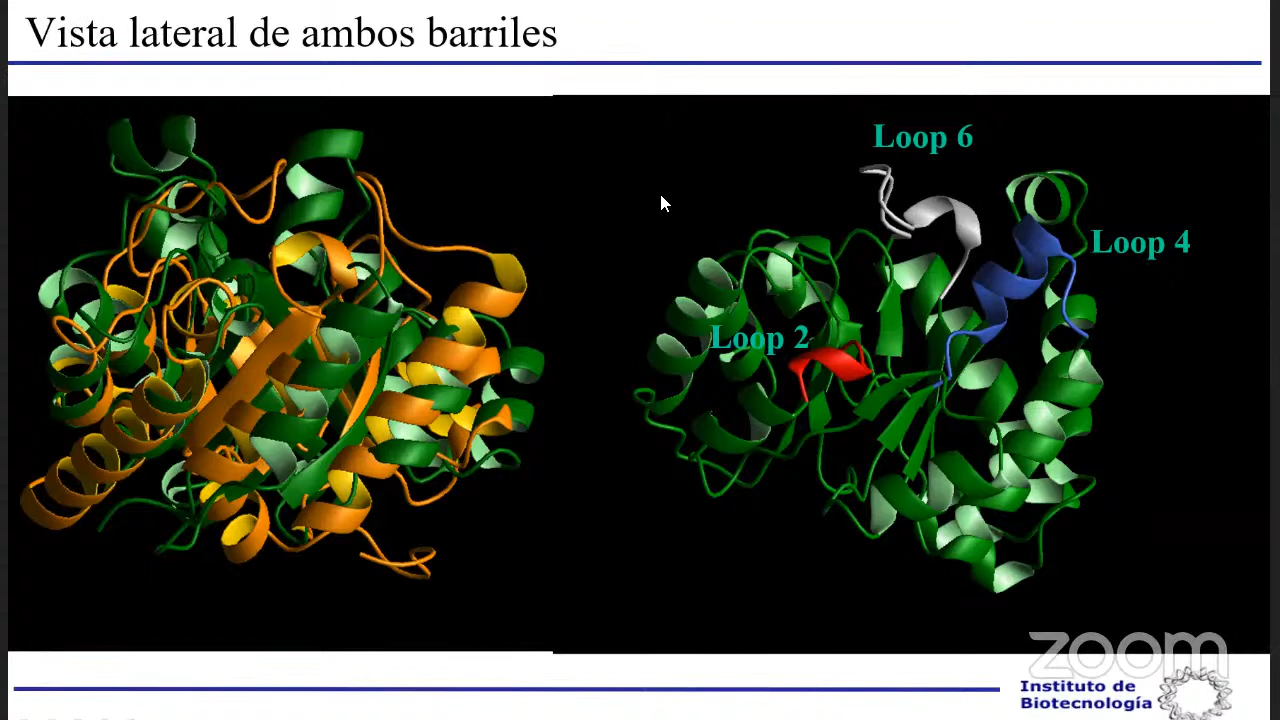 Vista lateral de ambos barriles
Loop 6
Loop 4
Loop 2
zoom
Instituto de
Biotecnología